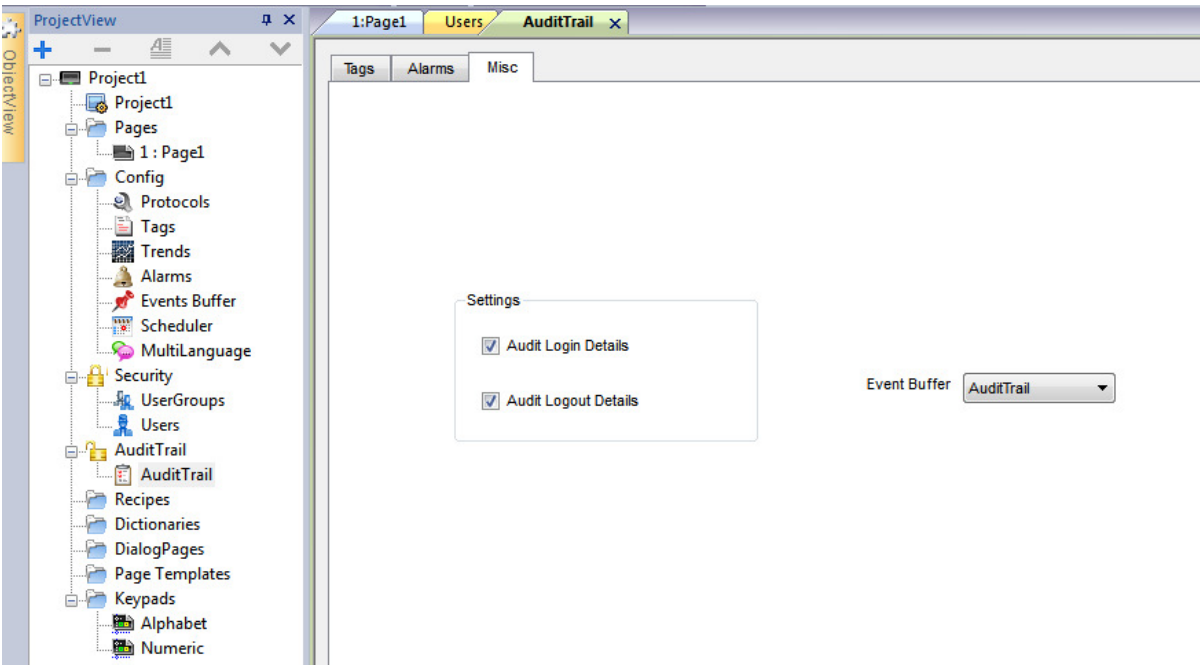 ObjectView
ProjectView
Project1
Project1
Pages
1 : Page1
Config
Protocols
Tags
Trends
Alarms
Events Buffer
Scheduler
MultiLanguage
Security
UserGroups
Users
AuditTrail
AuditTrail
Recipes
Dictionaries
DialogPages
Page Templates
Keypads
Alphabet
Numeric
1:Page1 Users AuditTrail
Tags Alarms Misc
Settings
Audit Login Details
Audit Logout Details
Event Buffer AuditTrail